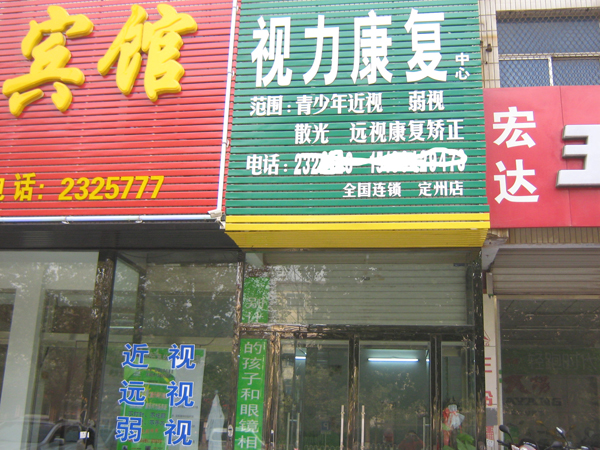 宾馆
电话: 2325777
视力康复中心
范围: 青少年近视 弱视
散光 远视康复矫正
电话:
全国连锁 定州店
宏达
近视
远视
弱视
的孩子和眼镜相